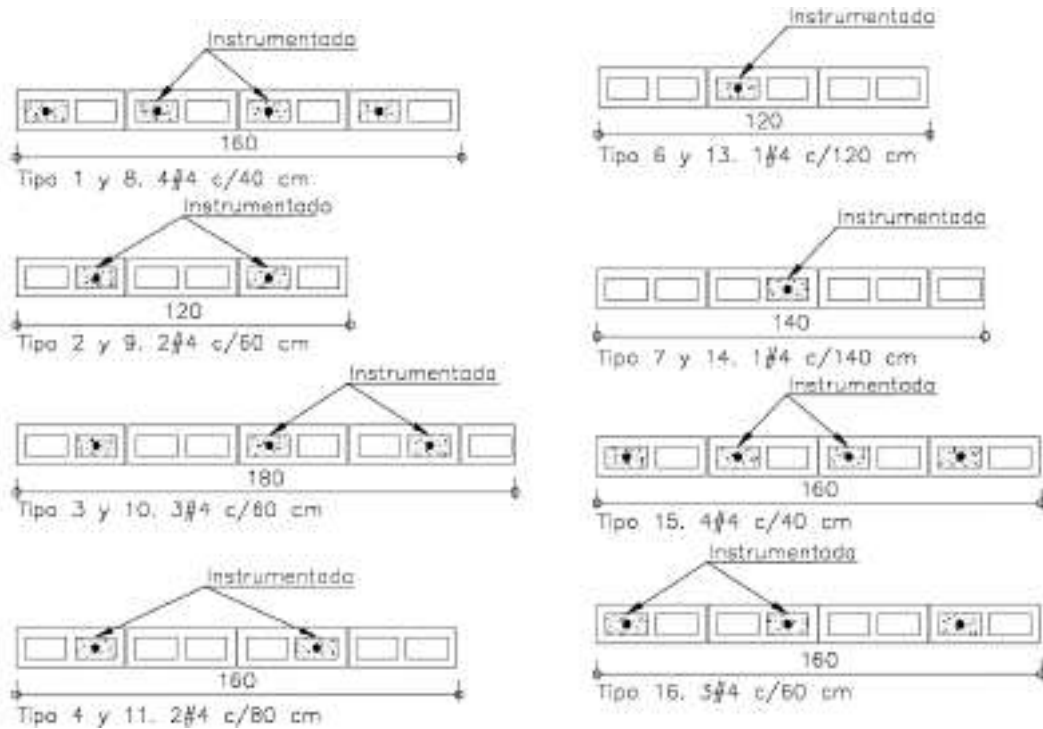 Instrumentada
160
Tipo 1 y 8. 4#4 c/40 cm
Instrumentada
120
Tipo 2 y 9. 2#4 c/60 cm
Instrumentada
180
Tipo 3 y 10. 3#4 c/60 cm
Instrumentada
160
Tipo 4 y 11. 2#4 c/80 cm
Instrumentada
120
Tipo 6 y 13. 1#4 c/120 cm
Instrumentada
140
Tipo 7 y 14. 1#4 c/140 cm
Instrumentada
160
Tipo 15. 4#4 c/40 cm
Instrumentada
160
Tipo 16. 3#4 c/60 cm